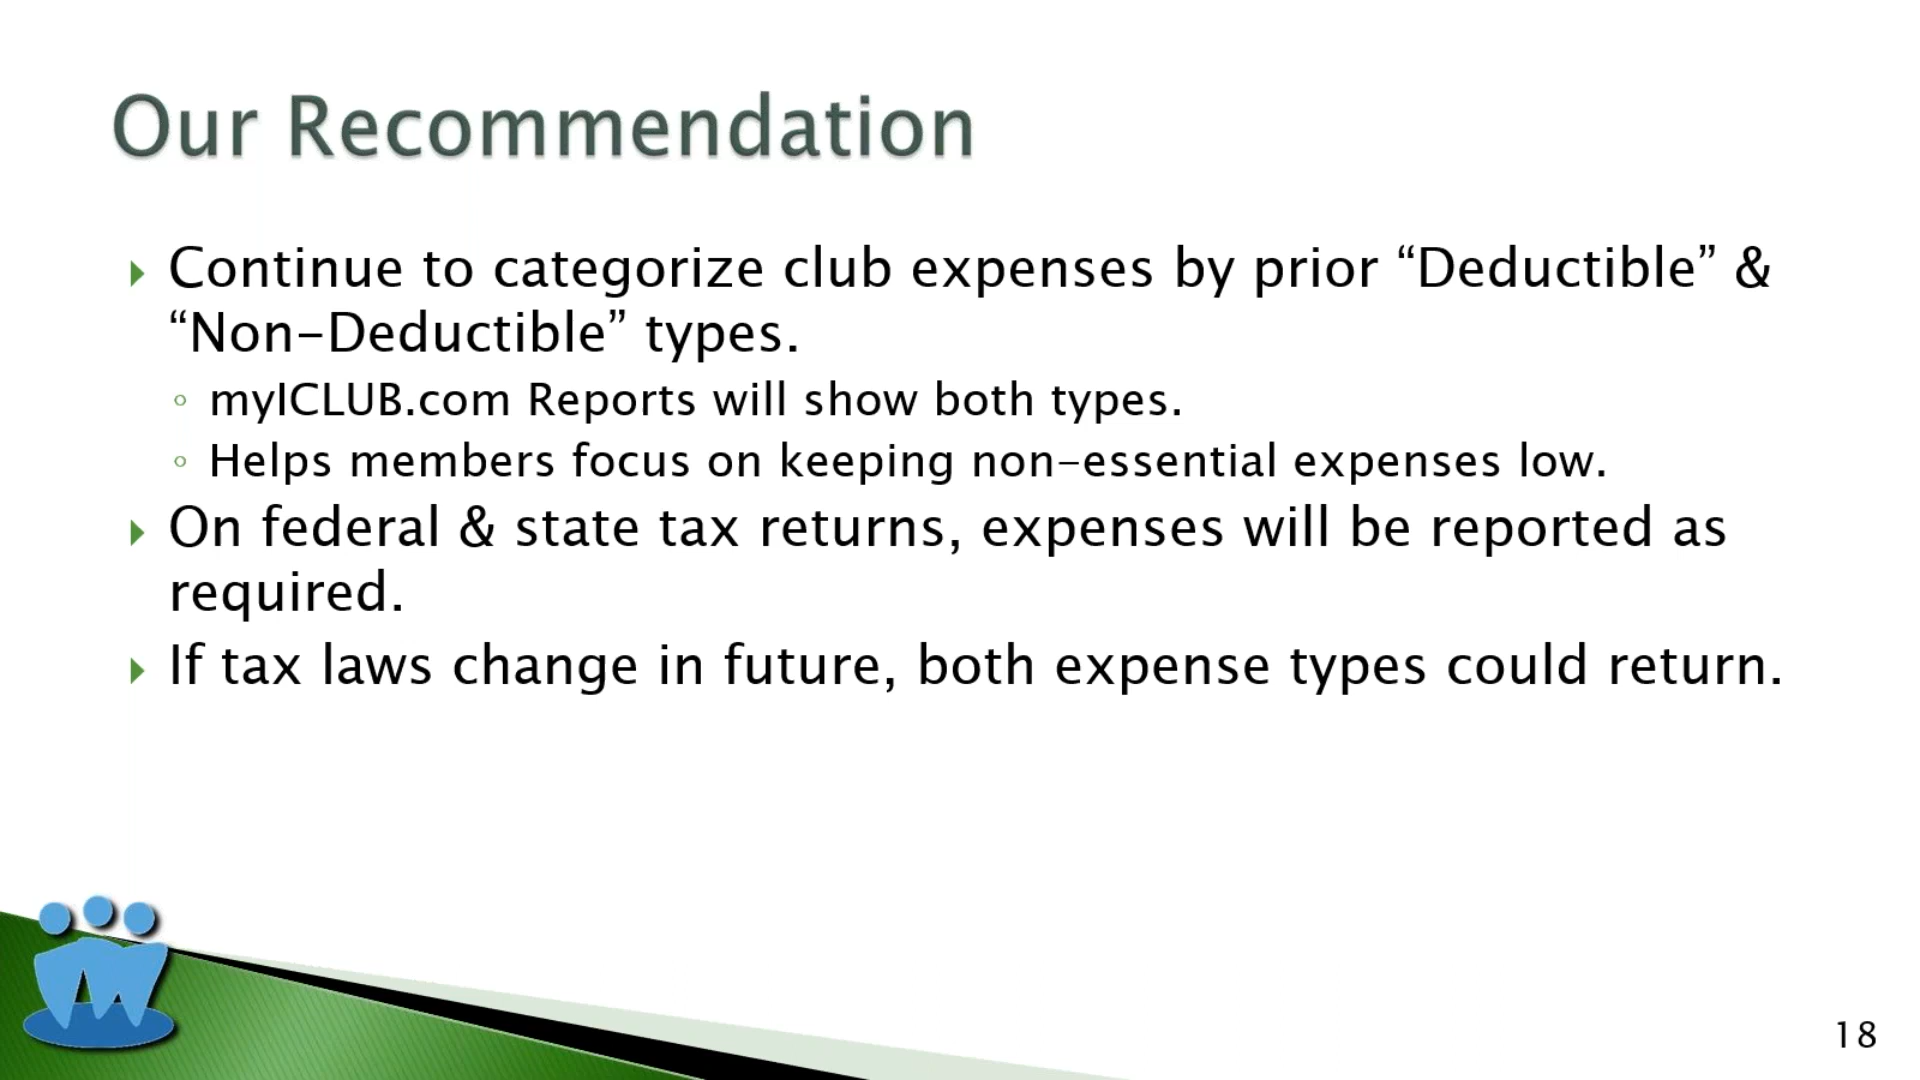 Our Recommendation
Continue to categorize club expenses by prior “Deductible” &
“Non-Deductible” types.
myICLUB.com Reports will show both types.
Helps members focus on keeping non-essential expenses low.
On federal & state tax returns, expenses will be reported as
required.
If tax laws change in future, both expense types could return.
18